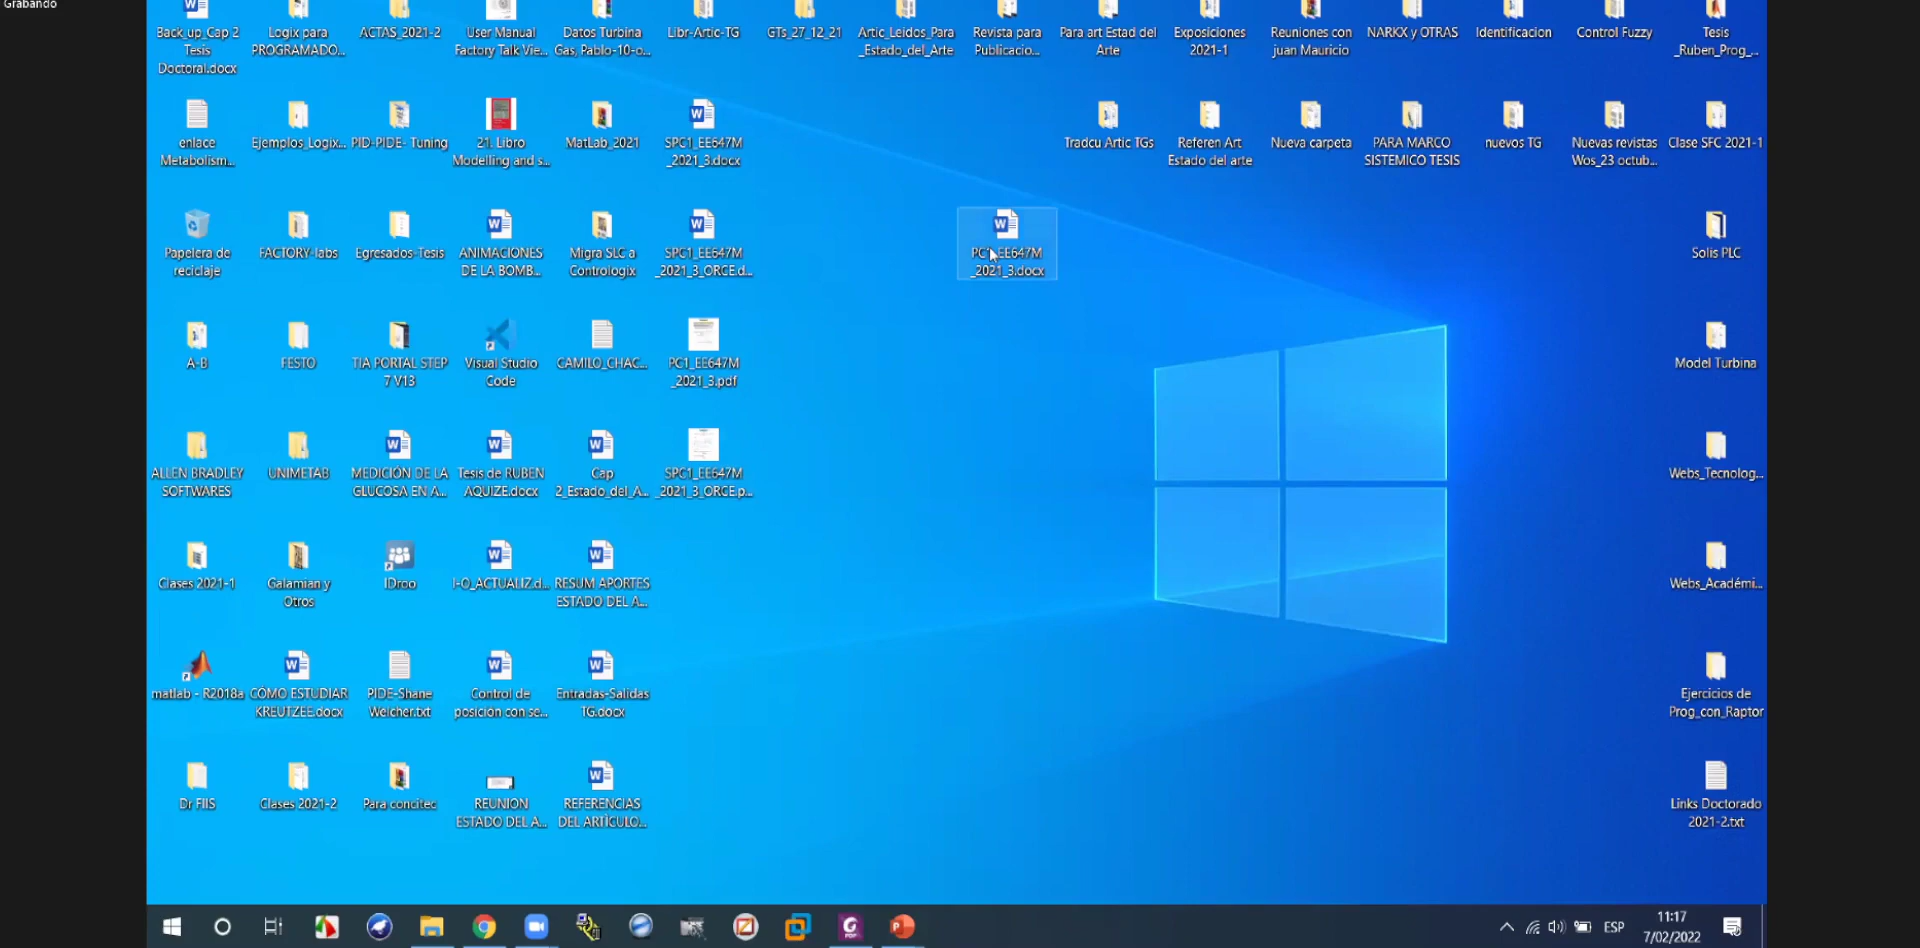 Grabando
Back_up_Cap 2
Tesis
Doctoral.docx
Logix para
PROGRAMADO...
ACTAS_2021-2
User Manual
Factory Talk Vie...
Datos Turbina
Gas, Pablo-10-o...
Libr-Artic-TG
GTs_27_12_21
Artic_Leidos_Para
_Estado_del_Arte
Revista para
Publicacio...
Para art Estad del
Arte
Exposiciones
2021-1
Reuniones con
juan Mauricio
NARKX y OTRAS
Identificacion
Control Fuzzy
Tesis
_Ruben_Prog_...
enlace
Metabolism...
Ejemplos_Logix...
PID-PIDE- Tuning
21. Libro
Modelling and s...
MatLab_2021
SPC1_EE647M
_2021_3.docx
Tradcu Artic TGs
Referen Art
Estado del arte
Nueva carpeta
PARA MARCO
SISTEMICO TESIS
nuevos TG
Nuevas revistas
Wos_23 octub...
Clase SFC 2021-1
Papelera de
reciclaje
FACTORY-labs
Egresados-Tesis
ANIMACIONES
DE LA BOMB...
Migra SLC a
Contrologix
SPC1_EE647M
_2021_3_ORCE.d...
PC1_EE647M
_2021_3.docx
Solis PLC
A-B
FESTO
TIA PORTAL STEP
7 V13
Visual Studio
Code
CAMILO_CHAC...
PC1_EE647M
_2021_3.pdf
Model Turbina
ALLEN BRADLEY
SOFTWARES
UNIMETAB
MEDICIÓN DE LA
GLUCOSA EN A...
Tesis de RUBEN
AQUIZE.docx
Cap
2_Estado_del_A...
SPC1_EE647M
_2021_3_ORCE.p...
Webs_Tecnolog...
Clases 2021-1
Galamian y
Otros
IDroo
I-O_ACTUALIZ.d...
RESUM APORTES
ESTADO DEL A...
Webs_Académi...
matlab - R2018a
CÓMO ESTUDIAR
KREUTZEE.docx
PIDE-Shane
Welcher.txt
Control de
posición con se...
Entradas-Salidas
TG.docx
Ejercicios de
Prog_con_Raptor
Dr FIIS
Clases 2021-2
Para concitec
REUNION
ESTADO DEL A...
REFERENCIAS
DEL ARTÌCULO...
Links Doctorado
2021-2.txt
ESP
11:17
7/02/2022